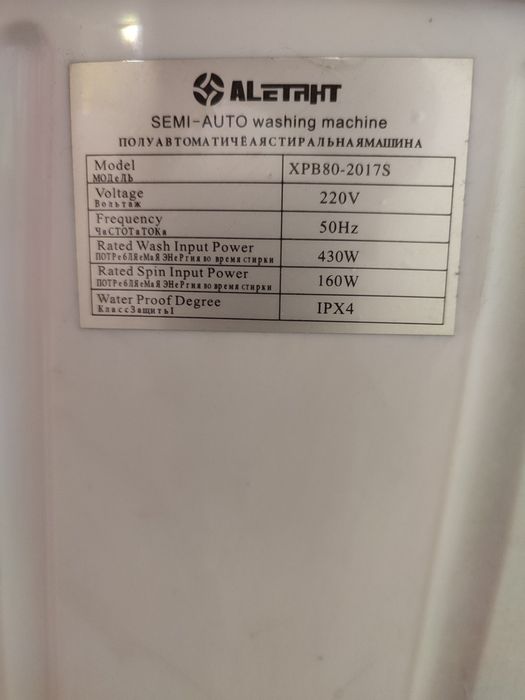 ALETAHT
SEMI-AUTO washing machine
ПОЛУАВТОМАТИЧЁАЯСТИРАЛЬНАЯМАШИНА
Model XPB80-2017S
МОДеЛЬ
Voltage 220V
Вольтаж
Frequency 50Hz
ЧаСТОТаТОКа
Rated Wash Input Power 430W
ПОТРебЛЯеМаЯ ЭНеРгия во время стирки
Rated Spin Input Power 160W
ПОТРебЛЯеМаЯ ЭНеРгия во время стирки
Water Proof Degree IPX4
КлассЗащитЬ1